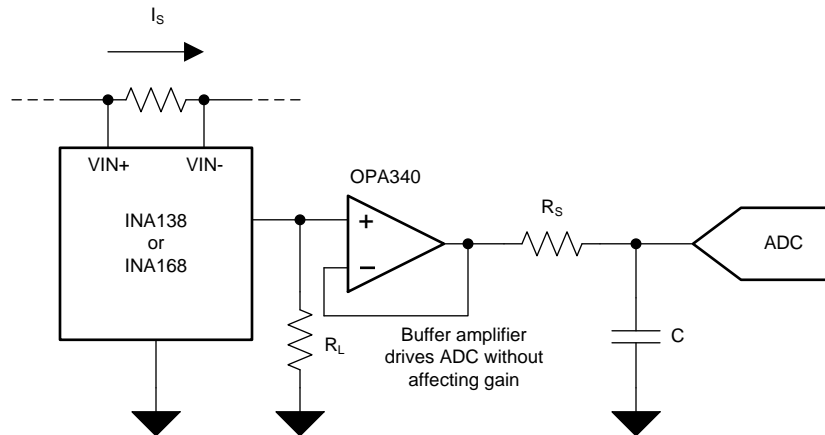 I_S
VIN+ VIN-
OPA340
INA138
or
INA168
+
−
R_S
ADC
R_L
Buffer amplifier
drives ADC without
affecting gain
C